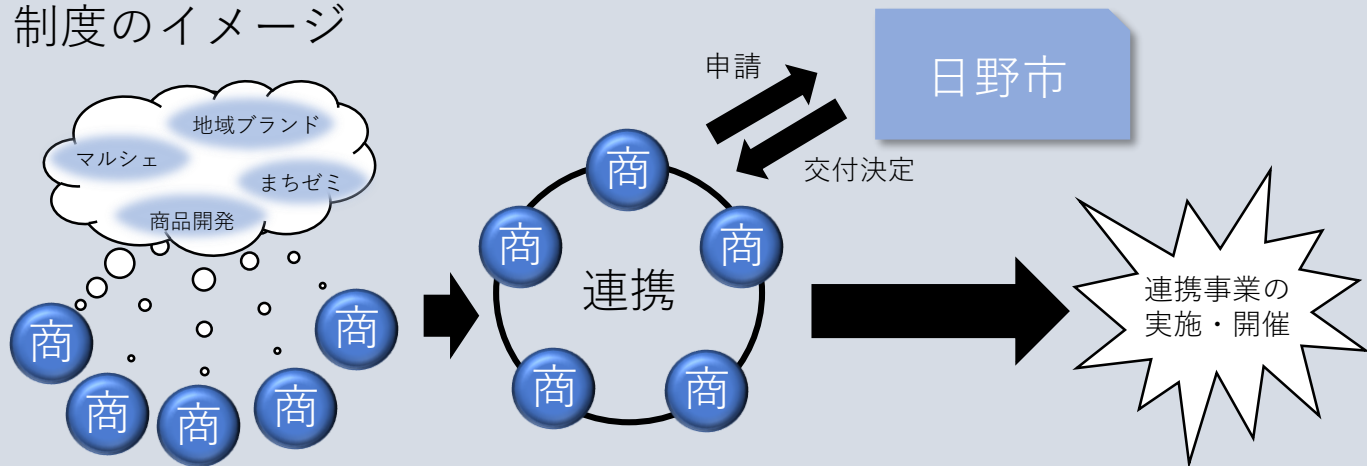 制度のイメージ
地域ブランド
マルシェ
まちゼミ
商品開発
商
商
商
商
商
商
商
商
連携
商
商
申請
交付決定
日野市
連携事業の
実施・開催